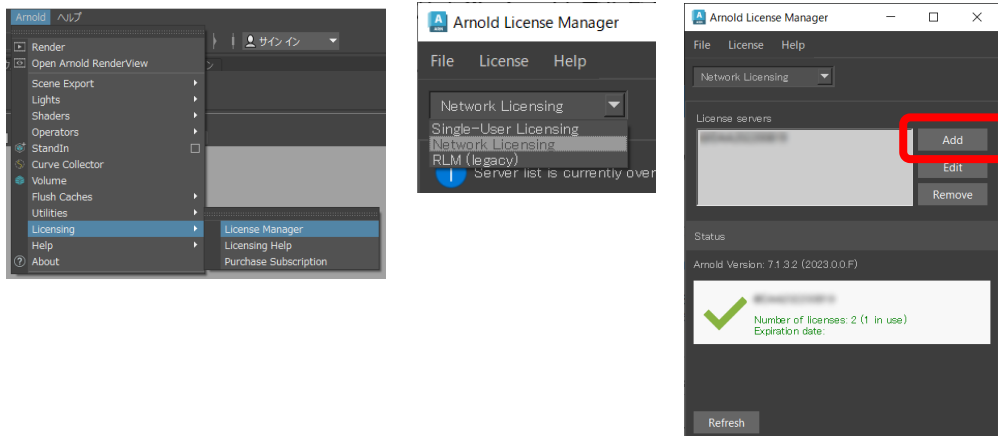 Arnold ヘルプ
サイン イン
Render
Open Arnold RenderView
Scene Export
Lights
Shaders
Operators
StandIn
Curve Collector
Volume
Flush Caches
Utilities
Licensing
Help
About
License Manager
Licensing Help
Purchase Subscription
Arnold License Manager
File License Help
Network Licensing
Single-User Licensing
Network Licensing
RLM (legacy)
Server list is currently over
Arnold License Manager
File License Help
Network Licensing
License servers
Add
Edit
Remove
Status
Arnold Version: 7.1.3.2 (2023.0.0.F)
Number of licenses: 2 (1 in use)
Expiration date:
Refresh